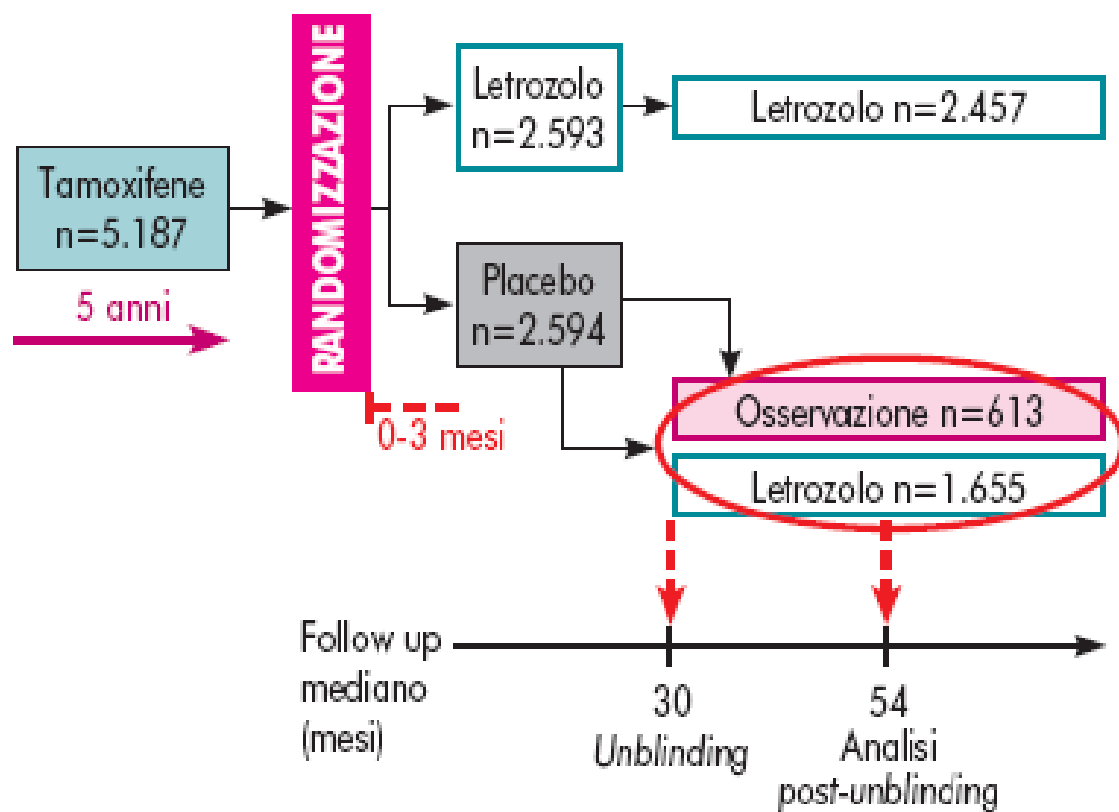 Tamoxifene
n=5.187
5 anni
RANDOMIZZAZIONE
0-3 mesi
Letrozolo
n=2.593
Letrozolo n=2.457
Placebo
n=2.594
Osservazione n=613
Letrozolo n=1.655
Follow up
mediano
(mesi)
30
Unblinding
54
Analisi
post-unblinding